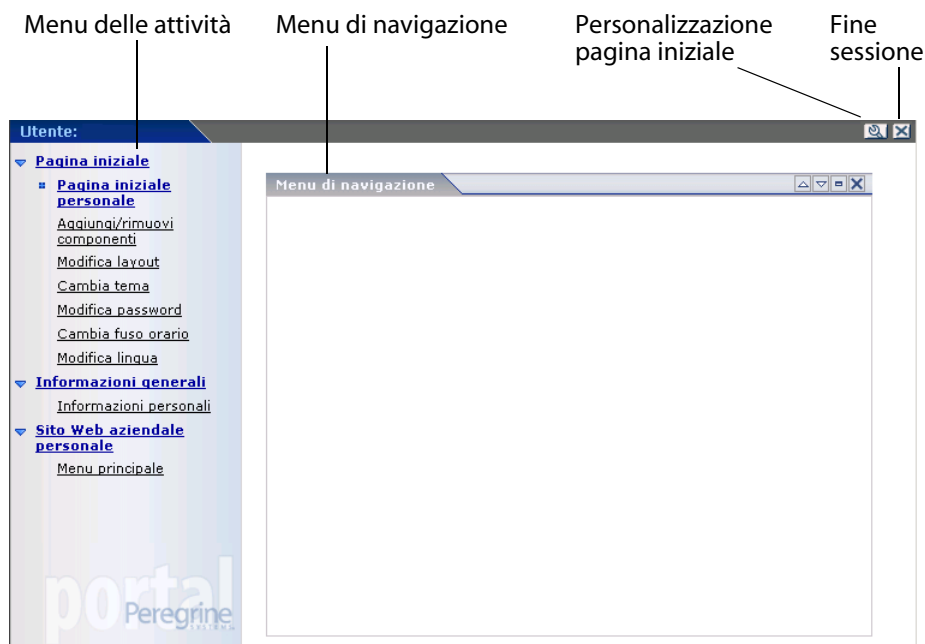 Menu delle attività
Menu di navigazione
Personalizzazione
pagina iniziale
Fine
sessione
Utente:
Pagina iniziale
Pagina iniziale
personale
Aggiungi/rimuovi
componenti
Modifica layout
Cambia tema
Modifica password
Cambia fuso orario
Modifica lingua
Informazioni generali
Informazioni personali
Sito Web aziendale
personale
Menu principale
Menu di navigazione
portal
Peregrine
SYSTEMS